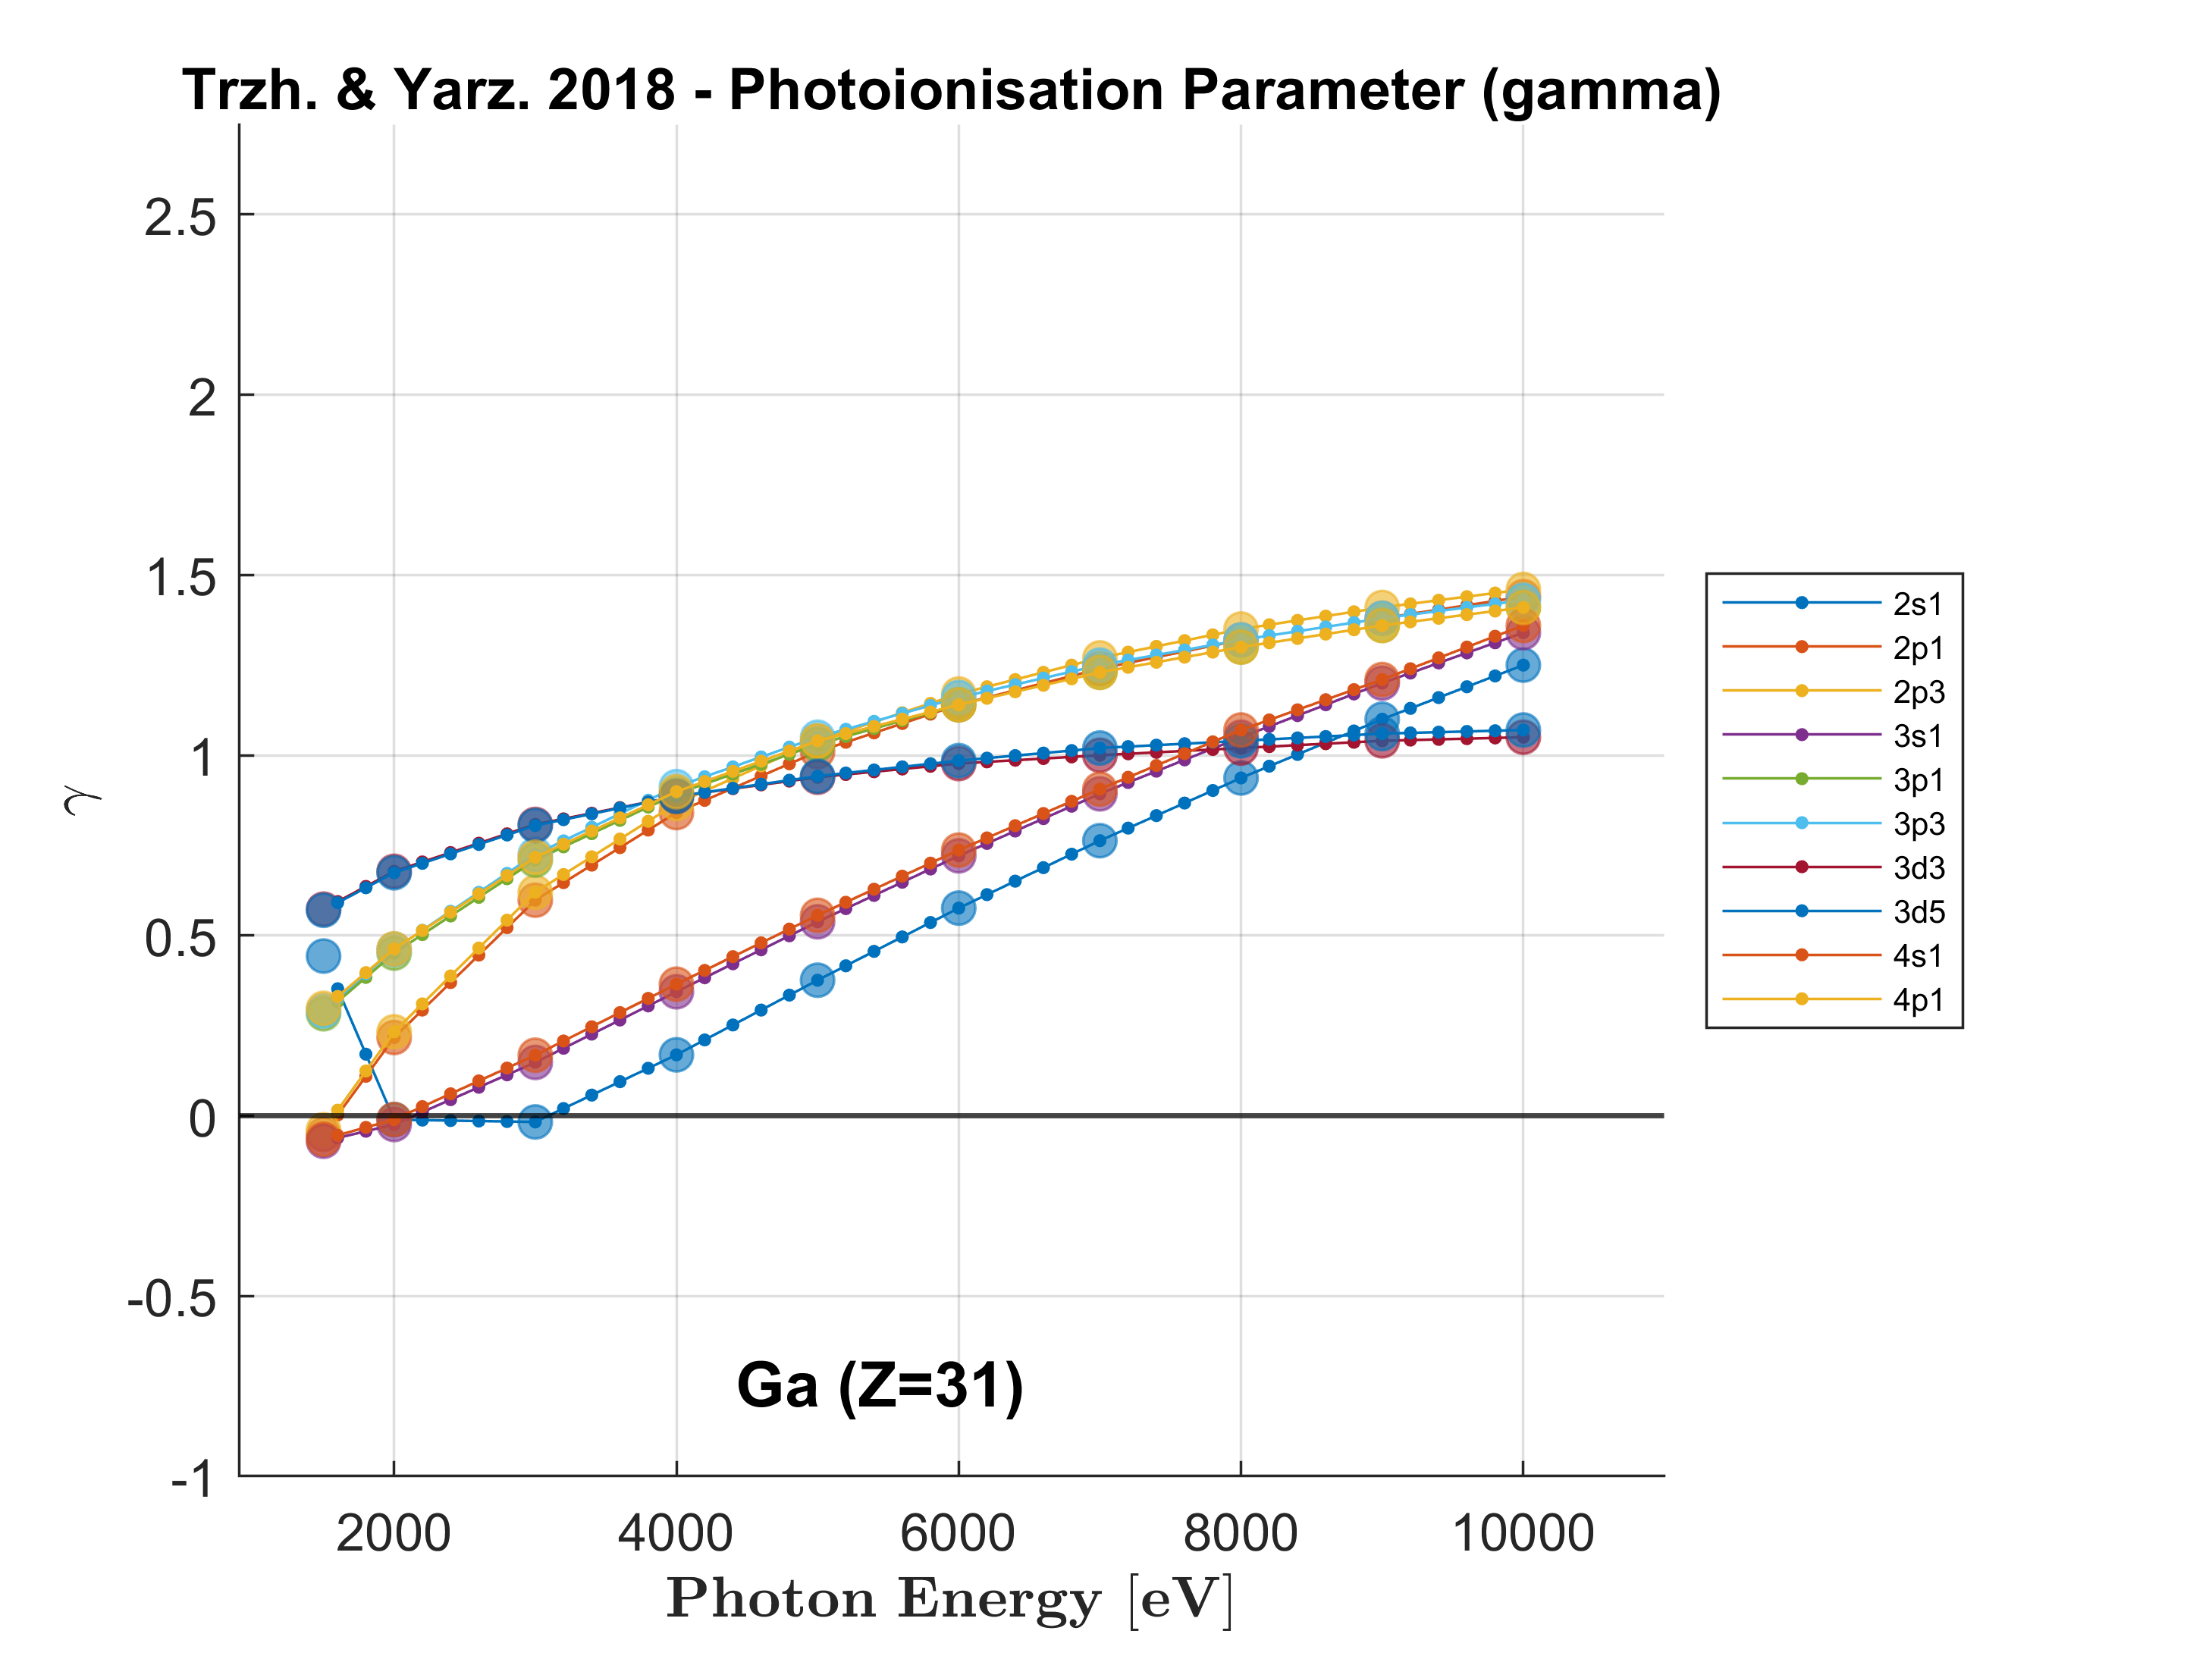 Trzh. & Yarz. 2018 - Photoionisation Parameter (gamma)
2.5
2
1.5
1
0.5
0
-0.5
-1
γ
2s1
2p1
2p3
3s1
3p1
3p3
3d3
3d5
4s1
4p1
Ga (Z=31)
2000 4000 6000 8000 10000
Photon Energy [eV]